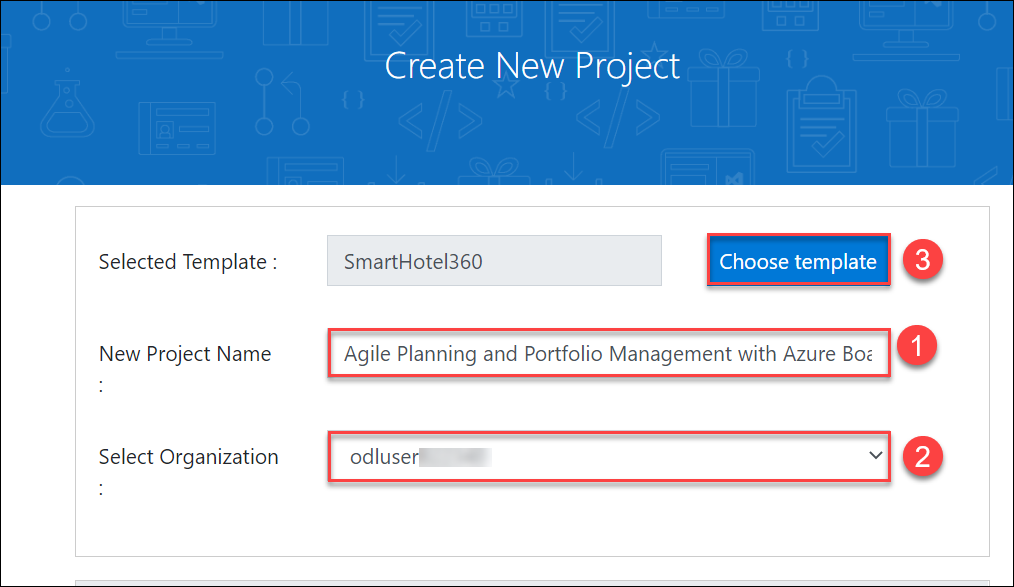 Create New Project
Selected Template :
SmartHotel360
Choose template
3
New Project Name
:
Agile Planning and Portfolio Management with Azure Boa
1
Select Organization
:
odluser
2